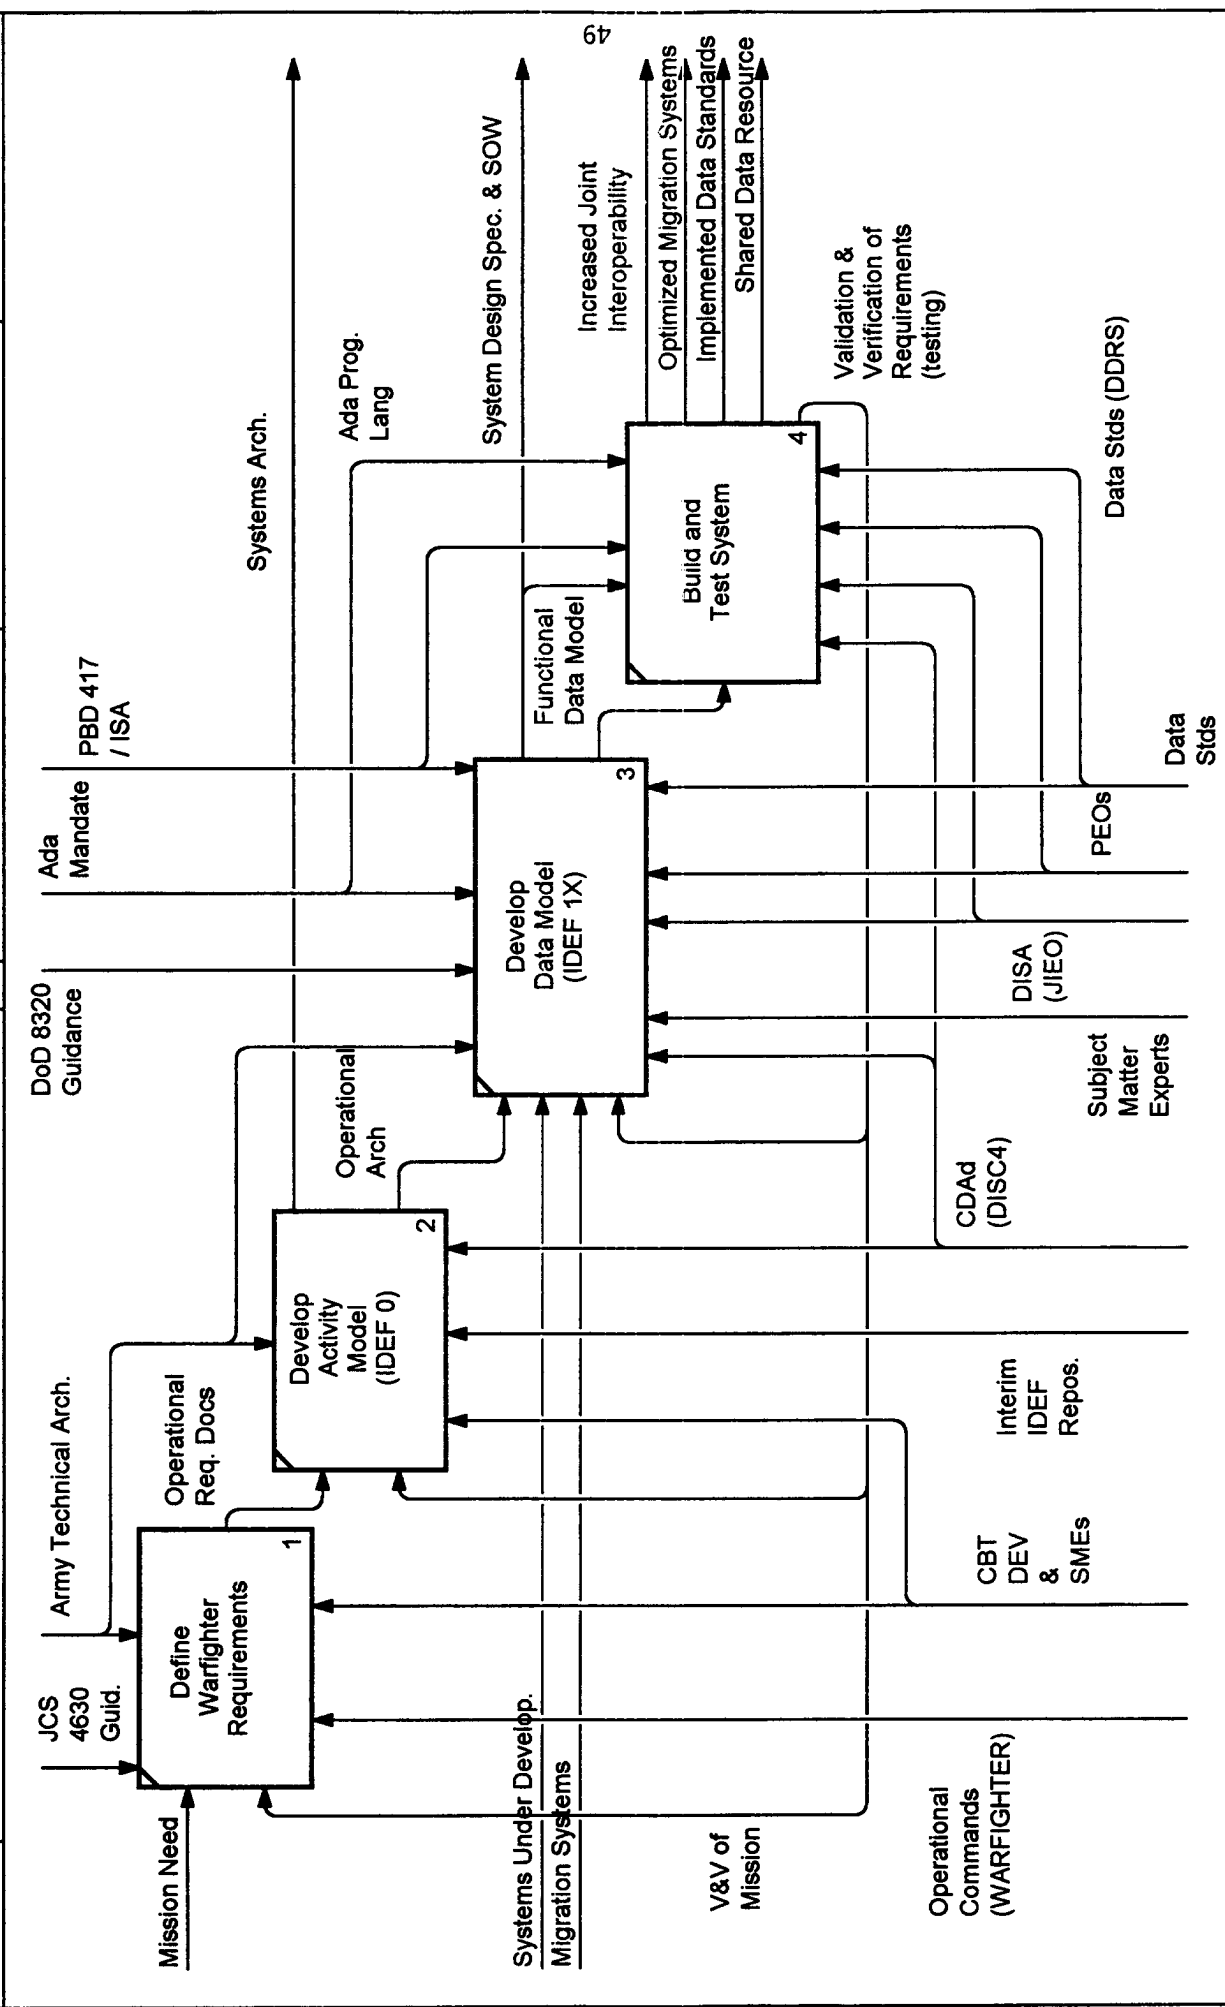 JCS
4630
Guid.
Army Technical Arch.
DoD 8320
Guidance
Ada
Mandate
PBD 417
/ ISA
Systems Arch.
Ada Prog.
Lang
Mission Need
Define
Warfighter
Requirements
1
Operational
Req. Docs
Develop
Activity
Model
(IDEF 0)
2
Operational
Arch
System Design Spec. & SOW
Systems Under Develop.
Migration Systems
Develop
Data Model
(IDEF 1X)
3
Functional
Data Model
Build and
Test System
4
Increased Joint
Interoperability
Optimized Migration Systems
Implemented Data Standards
Shared Data Resource
Validation &
Verification of
Requirements
(testing)
V&V of
Mission
Operational
Commands
(WARFIGHTER)
CBT
DEV
&
SMEs
Interim
IDEF
Repos.
CDAd
(DISC4)
Subject
Matter
Experts
DISA
(JIEO)
PEOs
Data
Stds
Data Stds (DDRS)
49